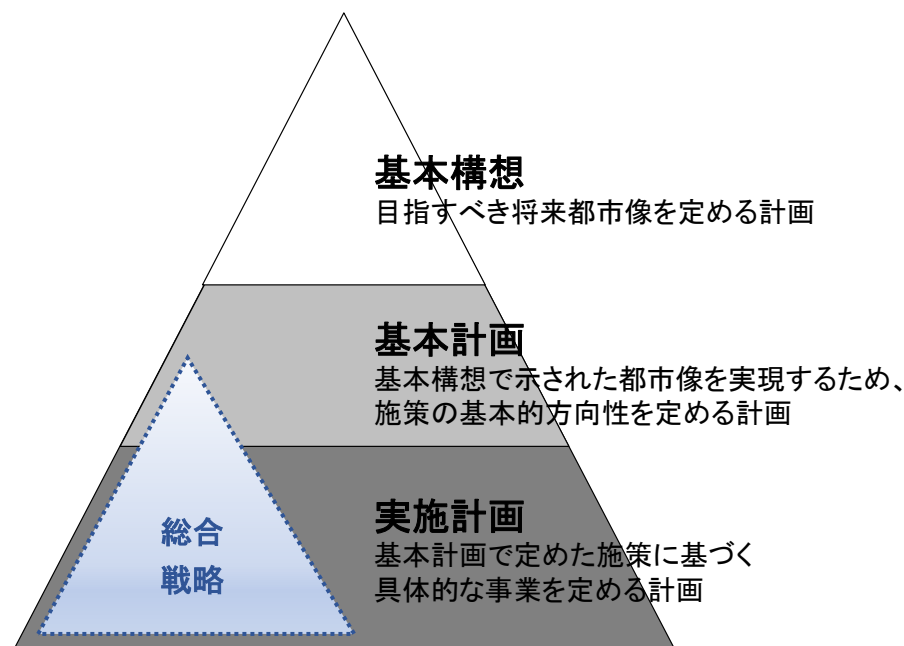 基本構想
目指すべき将来都市像を定める計画
基本計画
基本構想で示された都市像を実現するため、
施策の基本的方向性を定める計画
総合
戦略
実施計画
基本計画で定めた施策に基づく
具体的な事業を定める計画